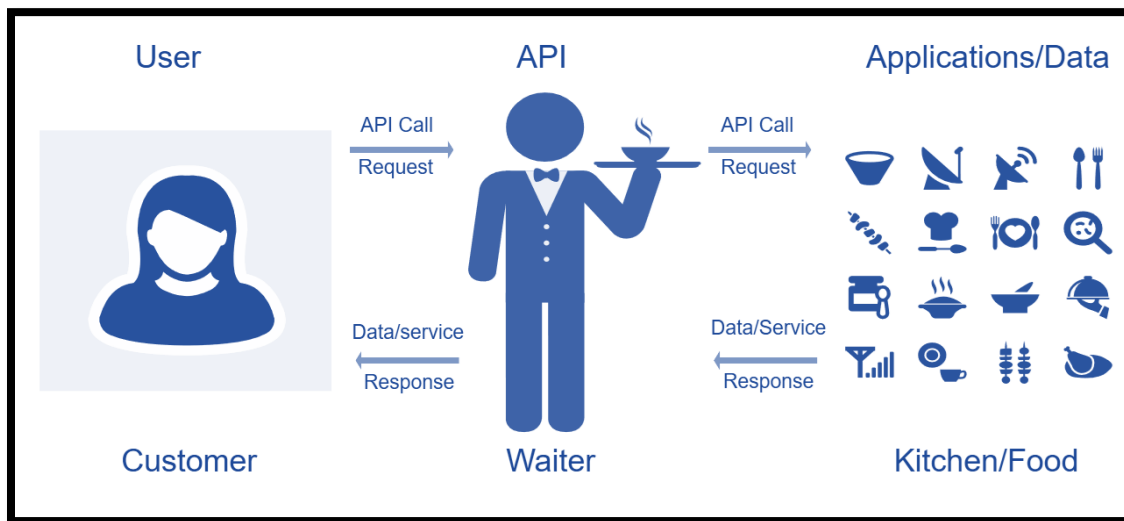 User
API
Applications/Data
API Call
Request
API Call
Request
Data/service
Response
Data/Service
Response
Customer
Waiter
Kitchen/Food